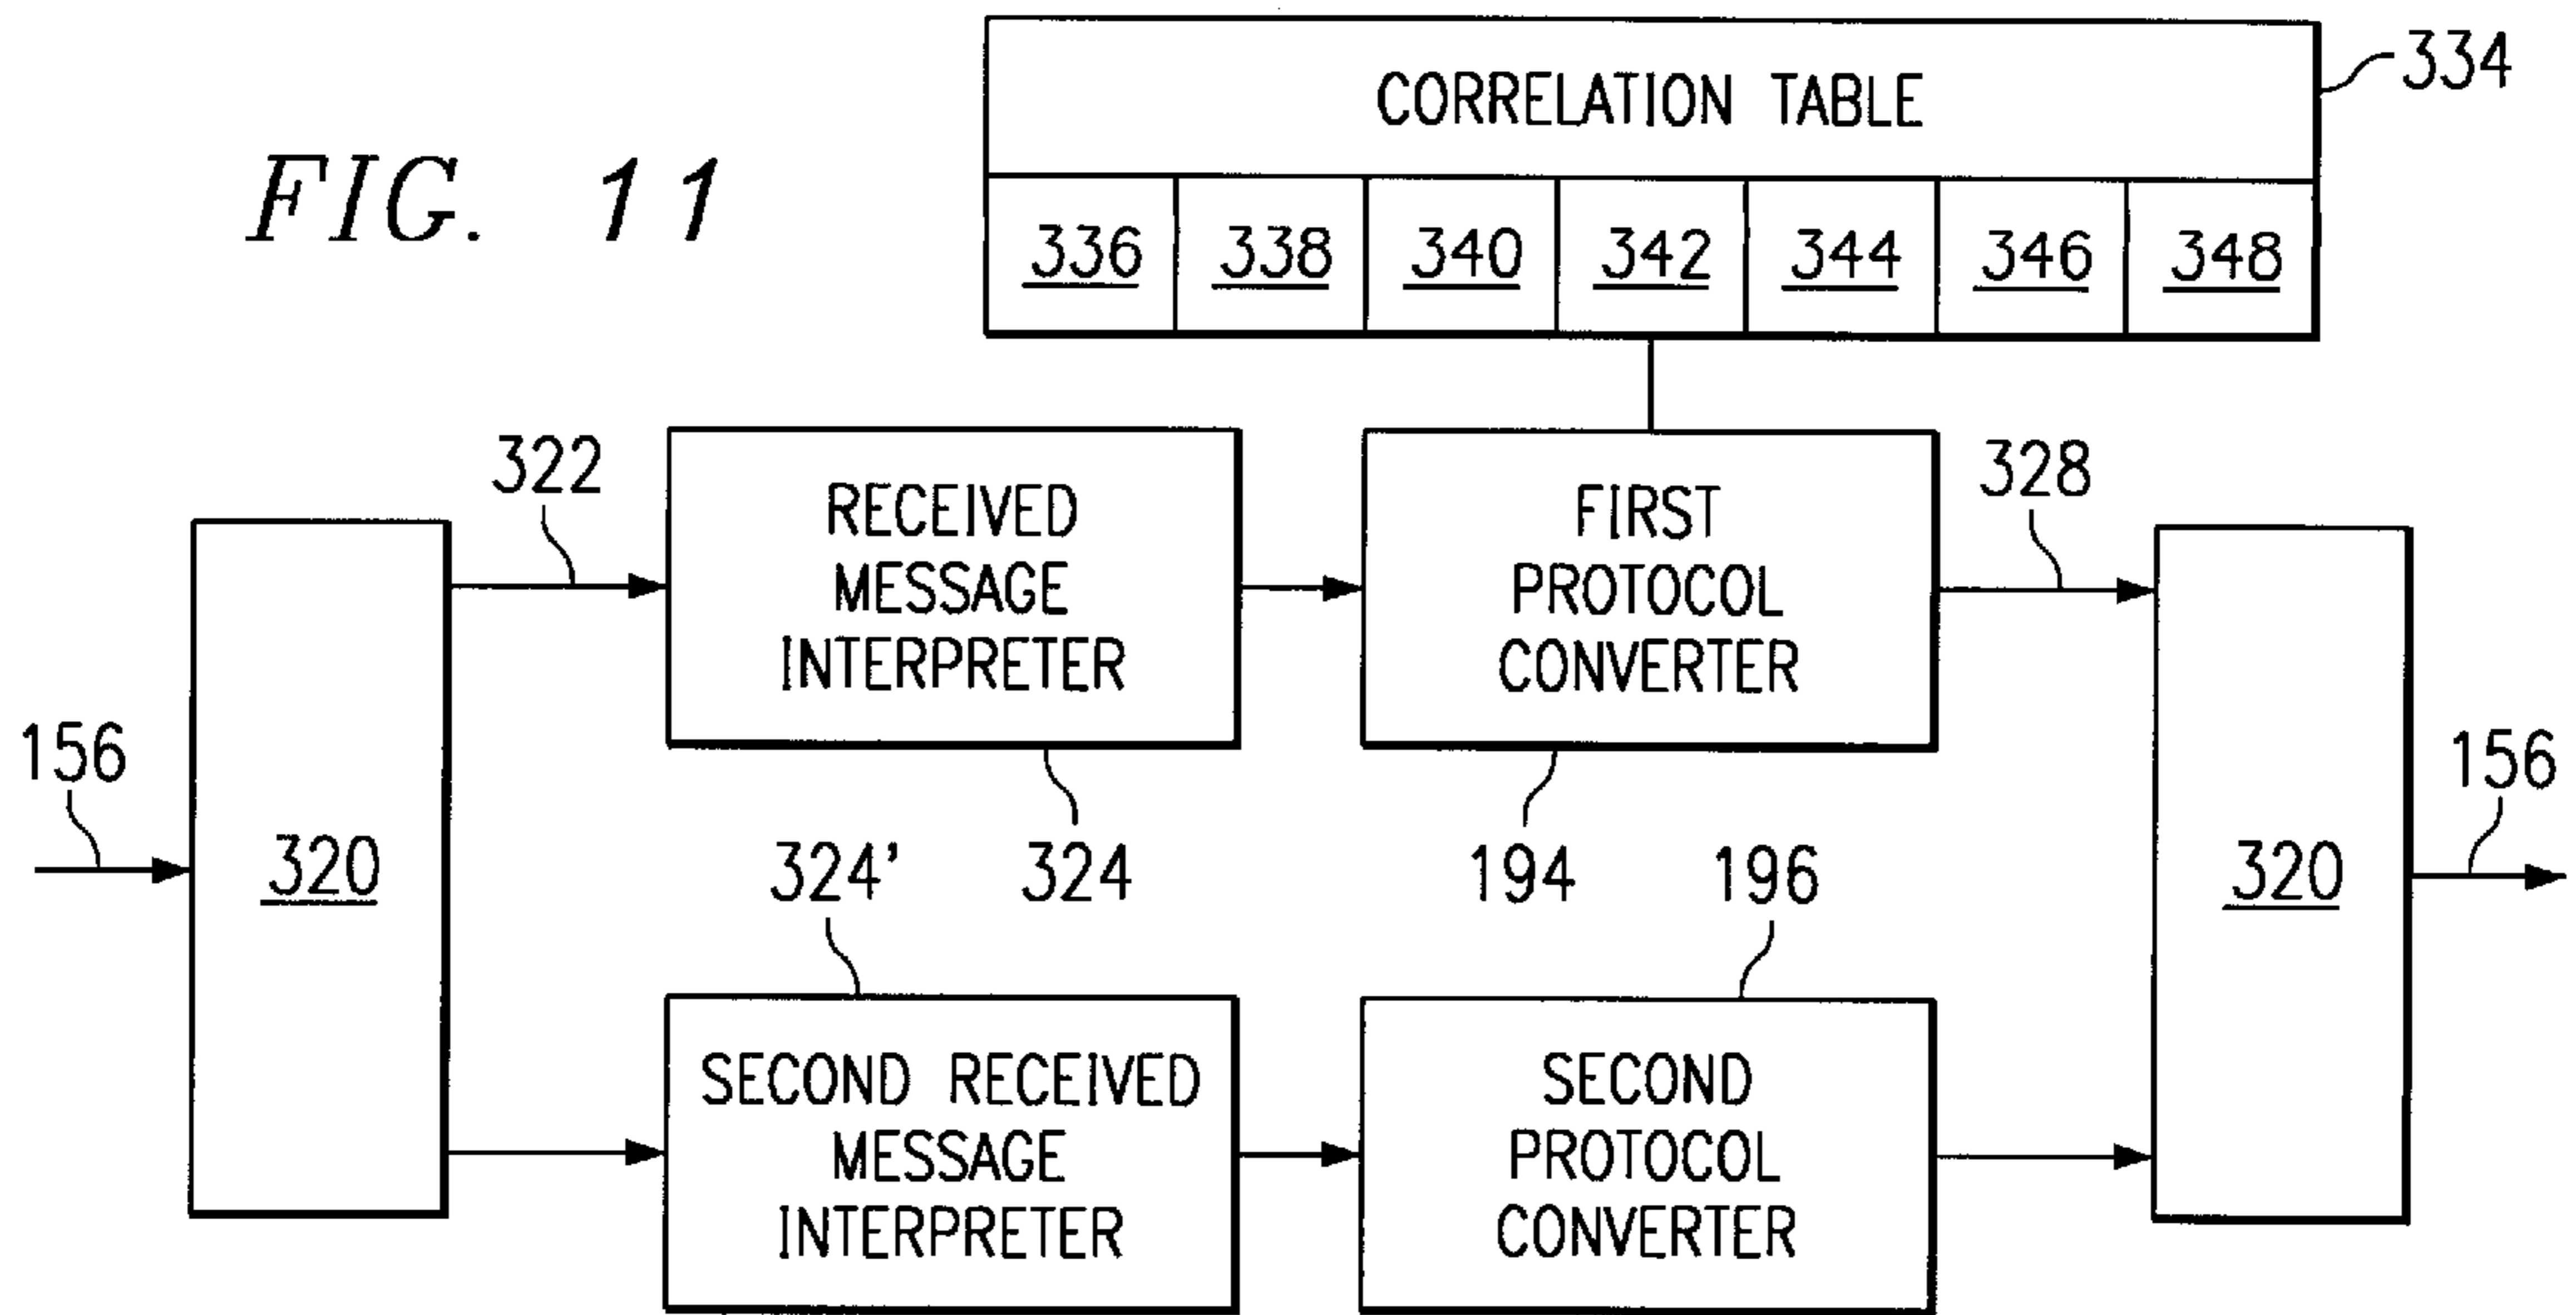 FIG. 11
CORRELATION TABLE
334
336 338 340 342 344 346 348
322
328
RECEIVED
MESSAGE
INTERPRETER
FIRST
PROTOCOL
CONVERTER
156
156
320
320
324'
324
194
196
SECOND RECEIVED
MESSAGE
INTERPRETER
SECOND
PROTOCOL
CONVERTER